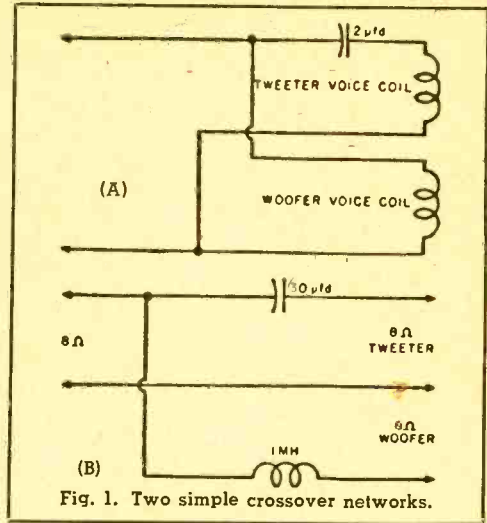 2 µfd
TWEETER VOICE COIL
(A)
WOOFER VOICE COIL
30 µfd
8Ω
8Ω
TWEETER
8Ω
WOOFER
1MH
(B)
Fig. 1. Two simple crossover networks.